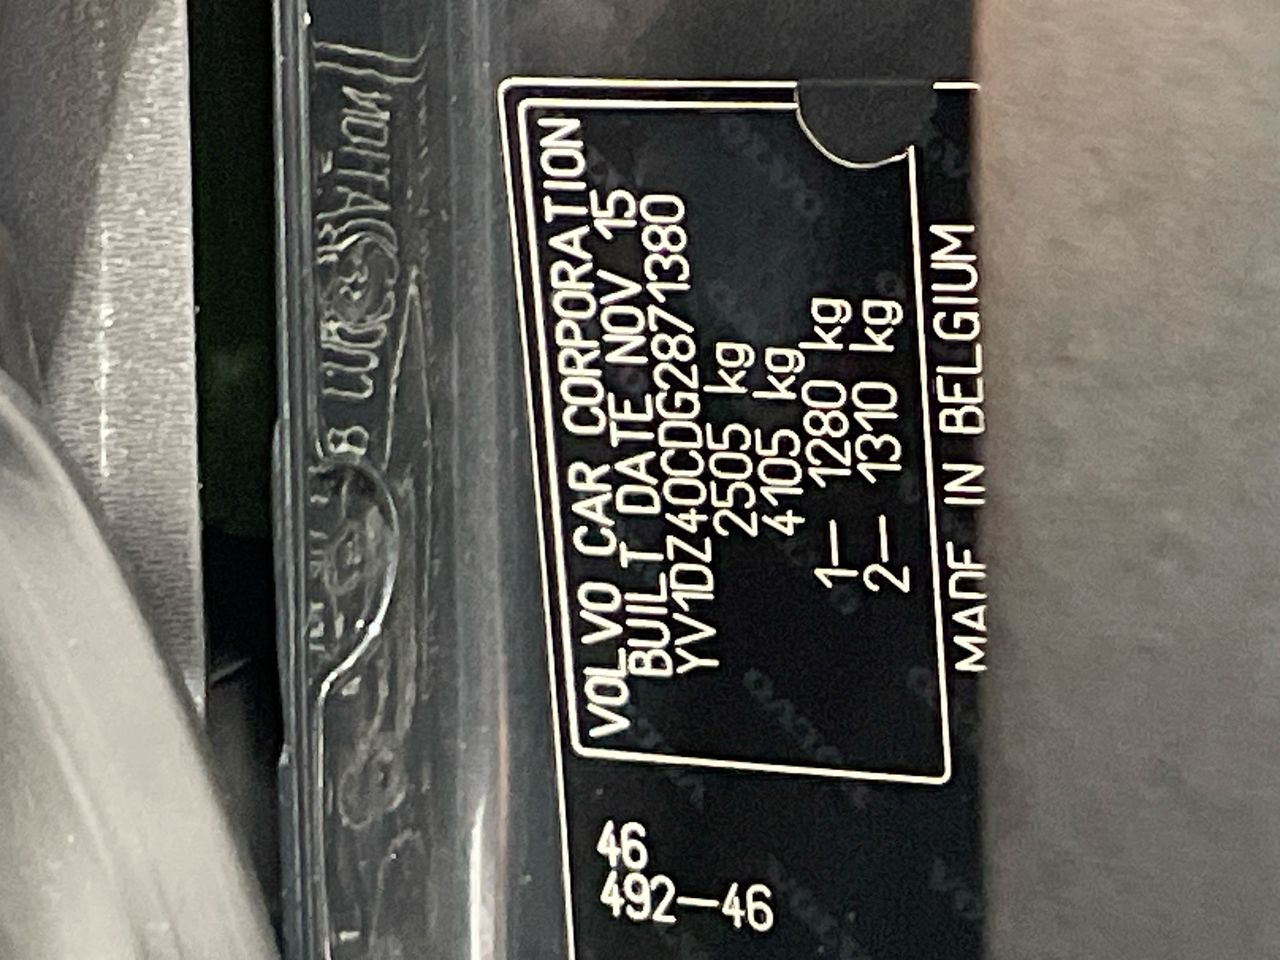 VOLVO CAR CORPORATION
BUILT DATE NOV 15
YV1DZ40CDG2871380
2505 kg
4105 kg
1– 1280 kg
2– 1310 kg
MADE IN BELGIUM
46
492–46